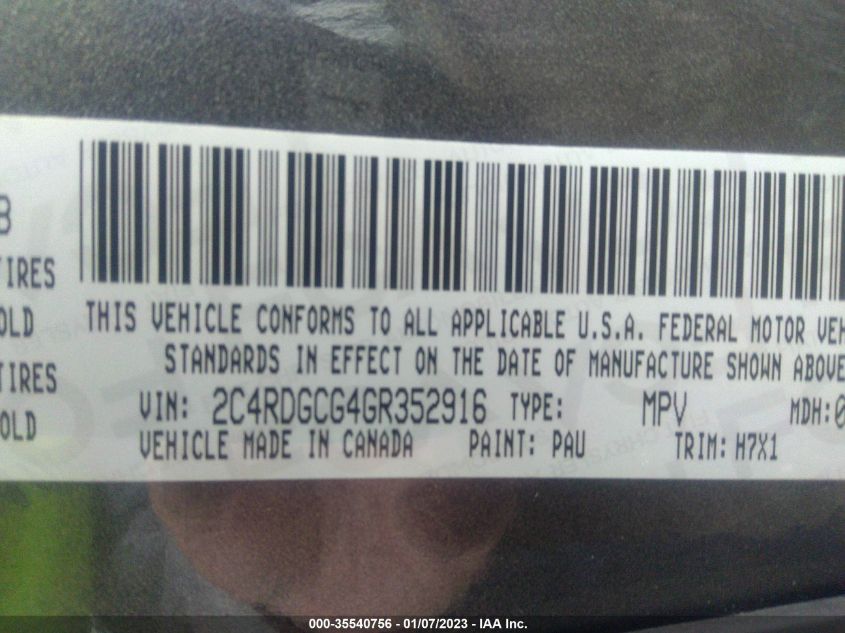 B
TIRES
OLD
TIRES
OLD
THIS VEHICLE CONFORMS TO ALL APPLICABLE U.S.A. FEDERAL MOTOR VEH
STANDARDS IN EFFECT ON THE DATE OF MANUFACTURE SHOWN ABOVE
VIN: 2C4RDGCG4GR352916 TYPE: MPV MDH:0
VEHICLE MADE IN CANADA PAINT: PAU TRIM: H7X1
000-35540756 - 01/07/2023 - IAA Inc.